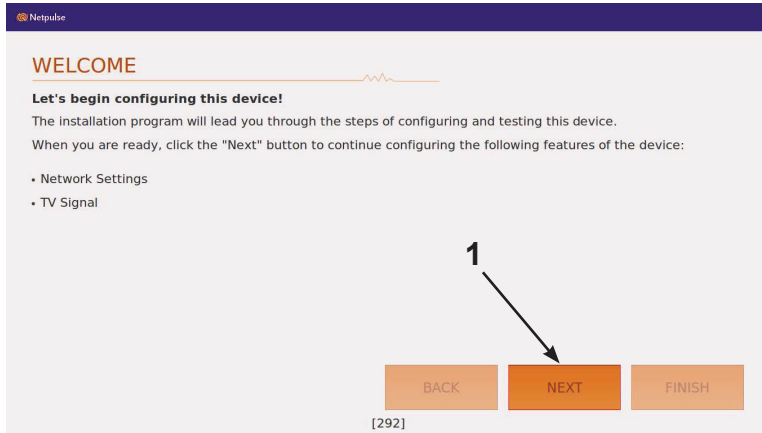 Netpulse
WELCOME
Let's begin configuring this device!
The installation program will lead you through the steps of configuring and testing this device.
When you are ready, click the "Next" button to continue configuring the following features of the device:
• Network Settings
• TV Signal
1
BACK NEXT FINISH
[292]